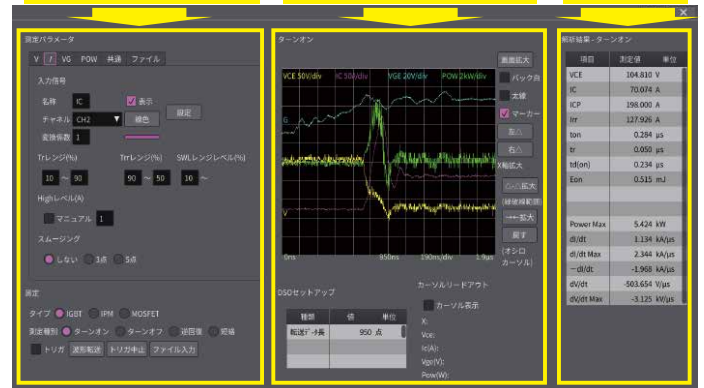 測定パラメータ
V I VG POW 共通 ファイル
入力信号
名称 IC 表示
チャネル CH2 ▼ 線色 設定
変換係数 1
Trレンジ(%) Trrレンジ(%) SWLレンジレベル(%)
10 ～ 90 90 ～ 50 10 ～
Highレベル(A)
マニュアル 1
スムージング
しない 3点 5点
測定
タイプ IGBT IPM MOSFET
測定種別 ターンオン ターンオフ 逆回復 短絡
トリガ 波形転送 トリガ中止 ファイル入力
ターンオン
VCE 50V/div IC 50A/div VGE 20V/div POW 2kW/div
G
V
0ns 950ns 190ns/div 1.9μs
画面拡大
バック白
太線
マーカー
左△
右△
X軸拡大
△-△拡大
→←拡大
戻す
(オシロ
カーソル)
DSOセットアップ
種類 値 単位
転送データ長 950 点
カーソルリードアウト
カーソル表示
X:
Vce:
Ic(A):
Vge(V):
Pow(W):
解析結果 - ターンオン
項目 測定値 単位
VCE 104.810 V
IC 70.074 A
ICP 198.000 A
Irr 127.926 A
ton 0.284 μs
tr 0.050 μs
td(on) 0.234 μs
Eon 0.515 mJ
Power Max 5.424 kW
dI/dt 1.134 kA/μs
dI/dt Max 2.344 kA/μs
－dI/dt -1.968 kA/μs
dV/dt -503.654 V/μs
dV/dt Max -3.125 kV/μs